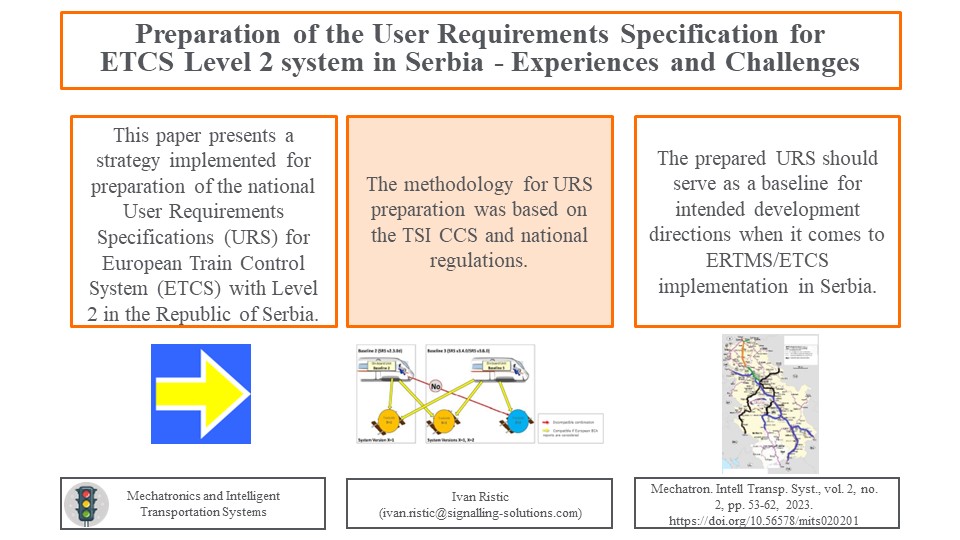 Preparation of the User Requirements Specification for
ETCS Level 2 system in Serbia - Experiences and Challenges
This paper presents a
strategy implemented for
preparation of the national
User Requirements
Specifications (URS) for
European Train Control
System (ETCS) with Level
2 in the Republic of Serbia.
The methodology for URS
preparation was based on
the TSI CCS and national
regulations.
The prepared URS should
serve as a baseline for
intended development
directions when it comes to
ERTMS/ETCS
implementation in Serbia.
Baseline 2 (SRS v2.3.0d)
Baseline 3 (SRS v3.4.0/SRS v3.6.0)
No
System Versions X=1
System Versions X=1, X=2
Incompatible combination
Compatible if European BCA
reports are considered
Mechatronics and Intelligent
Transportation Systems
Ivan Ristic
(ivan.ristic@signalling-solutions.com)
Mechatron. Intell Transp. Syst., vol. 2, no.
2, pp. 53-62, 2023.
https://doi.org/10.56578/mits020201